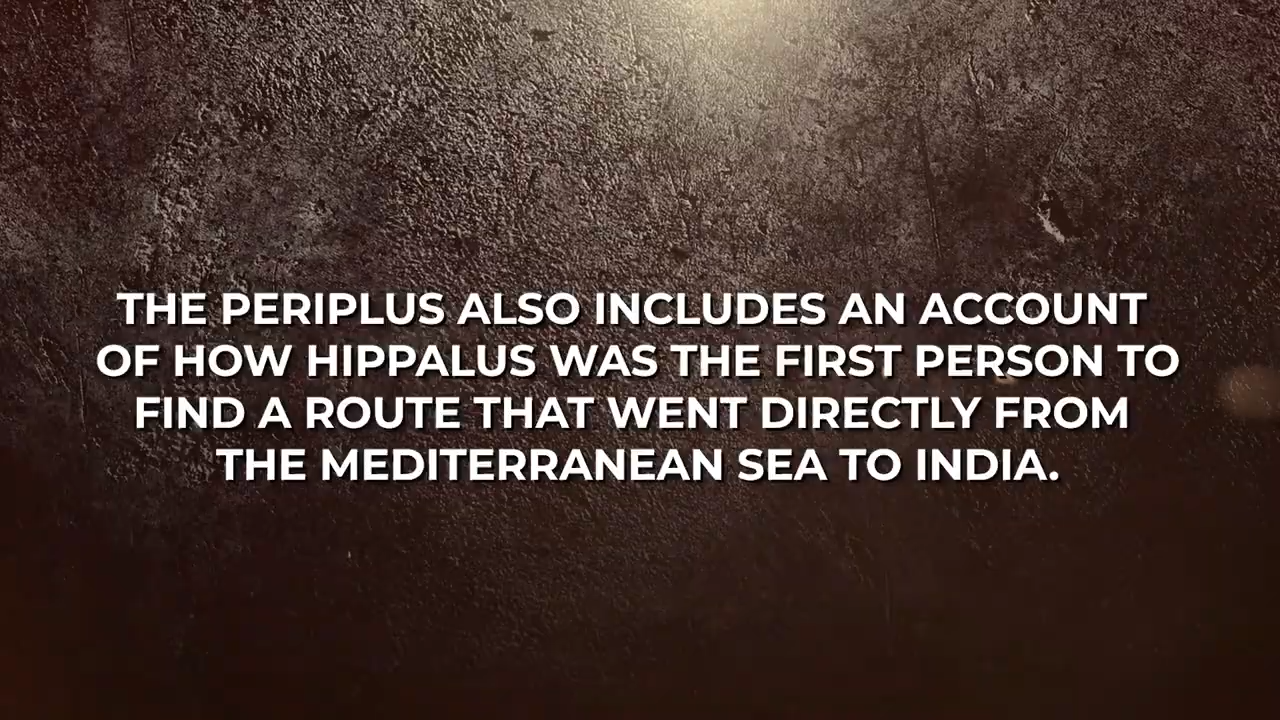 THE PERIPLUS ALSO INCLUDES AN ACCOUNT
OF HOW HIPPALUS WAS THE FIRST PERSON TO
FIND A ROUTE THAT WENT DIRECTLY FROM
THE MEDITERRANEAN SEA TO INDIA.